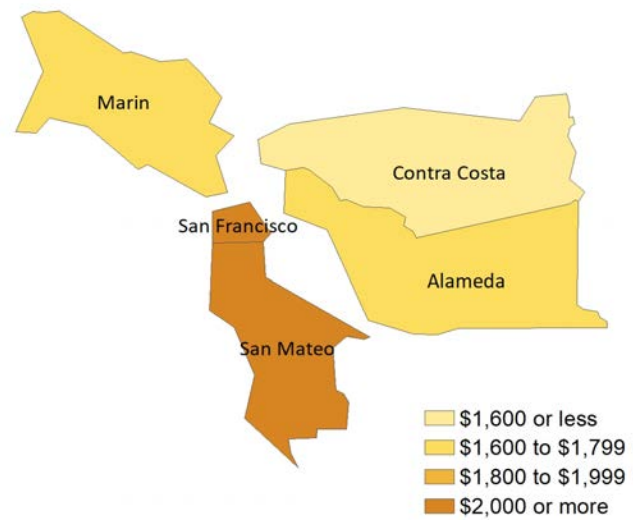 Marin
Contra Costa
San Francisco
Alameda
San Mateo
$1,600 or less
$1,600 to $1,799
$1,800 to $1,999
$2,000 or more